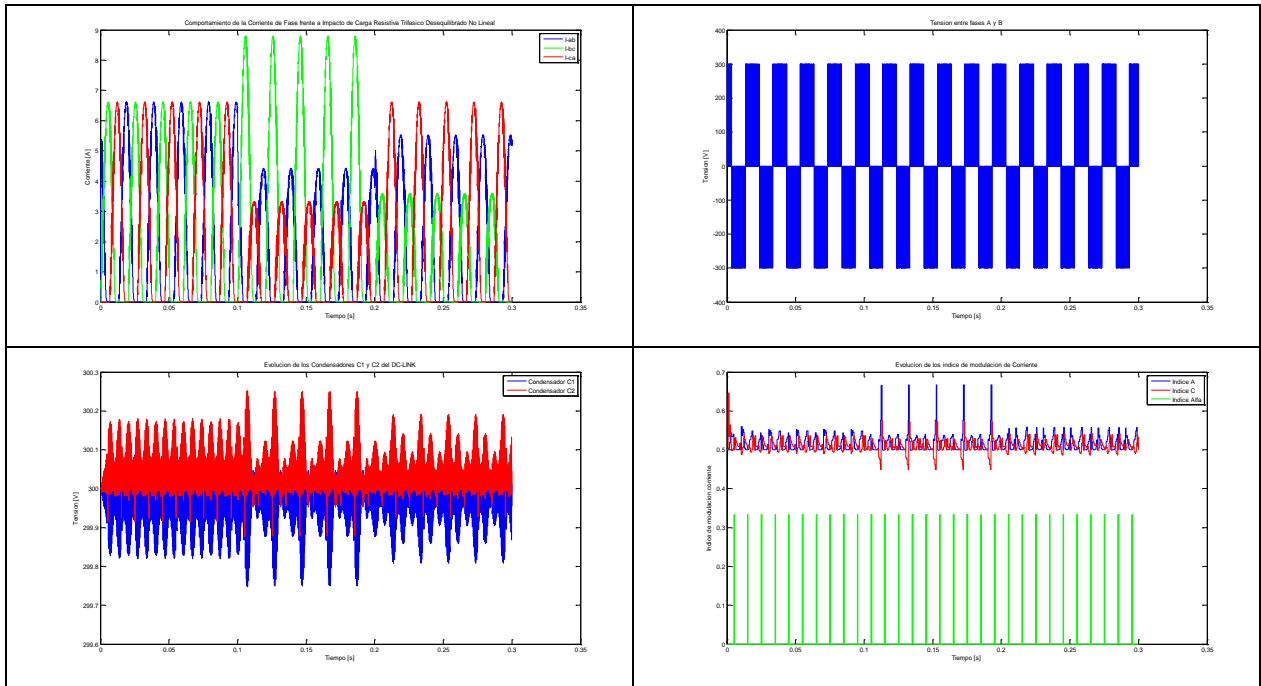 Comportamiento de la Corriente de Fase frente a Impacto de Carga Resistiva Trifasico Desequilibrado No Lineal
9
8
7
6
5
4
3
2
1
0
Corriente [A]
0 0.05 0.1 0.15 0.2 0.25 0.3 0.35
Tiempo [s]
I-ab
I-bc
I-ca
Tension entre fases A y B
400
300
200
100
0
-100
-200
-300
-400
Tension [V]
0 0.05 0.1 0.15 0.2 0.25 0.3 0.35
Tiempo [s]
Evolucion de los Condensadores C1 y C2 del DC-LINK
300.3
300.2
300.1
300
299.9
299.8
299.7
299.6
Tension [V]
0 0.05 0.1 0.15 0.2 0.25 0.3 0.35
Tiempo [s]
Condensador C1
Condensador C2
Evolucion de los indice de modulacion de Corriente
0.7
0.6
0.5
0.4
0.3
0.2
0.1
0
Indice de modulacion corriente
0 0.05 0.1 0.15 0.2 0.25 0.3 0.35
Tiempo [s]
Indice A
Indice C
Indice Alfa